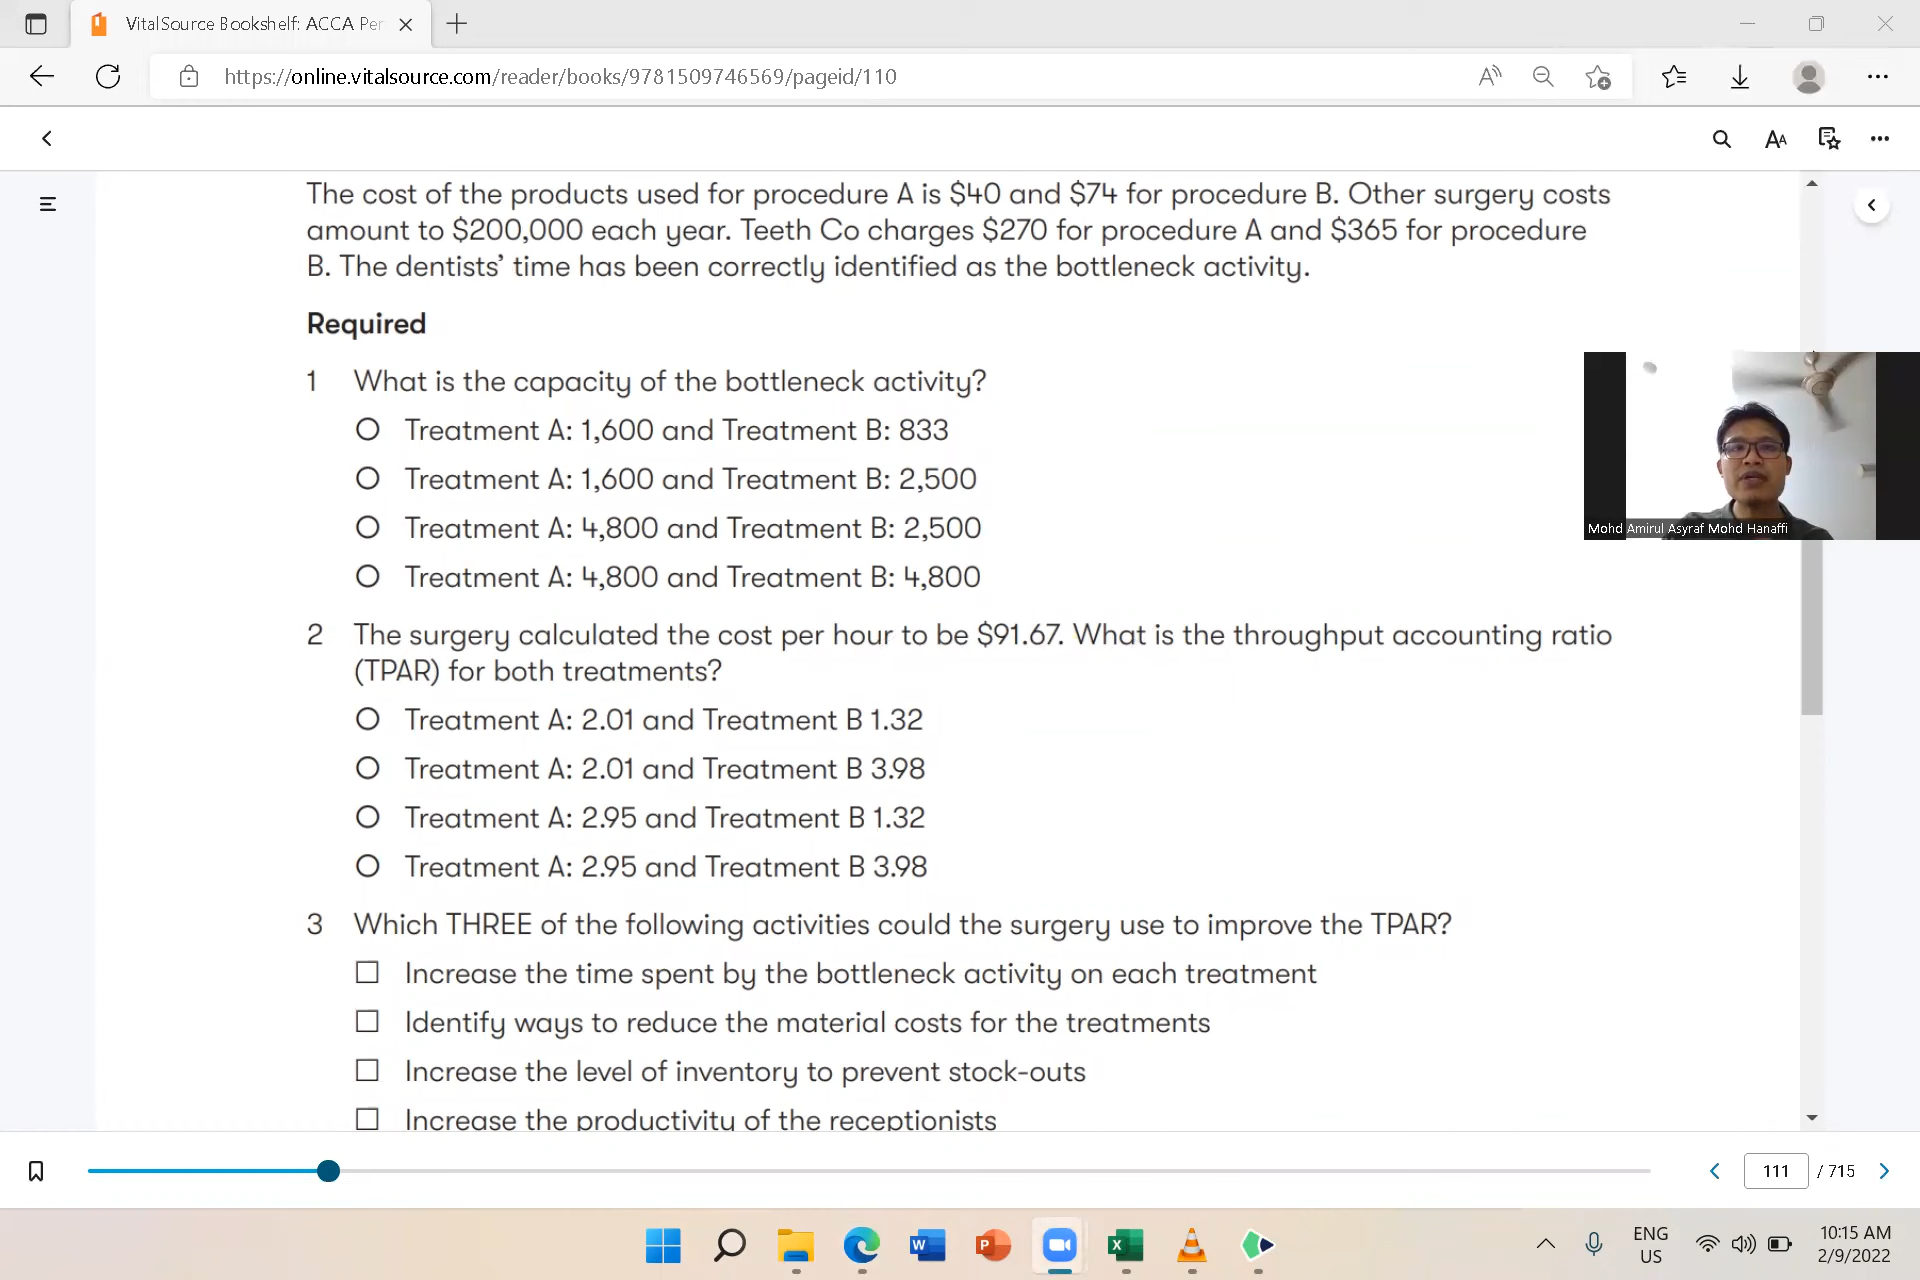 VitalSource Bookshelf: ACCA Per
https://online.vitalsource.com/reader/books/9781509746569/pageid/110
The cost of the products used for procedure A is $40 and $74 for procedure B. Other surgery costs
amount to $200,000 each year. Teeth Co charges $270 for procedure A and $365 for procedure
B. The dentists’ time has been correctly identified as the bottleneck activity.
Required
1 What is the capacity of the bottleneck activity?
Treatment A: 1,600 and Treatment B: 833
Treatment A: 1,600 and Treatment B: 2,500
Treatment A: 4,800 and Treatment B: 2,500
Treatment A: 4,800 and Treatment B: 4,800
Mohd Amirul Asyraf Mohd Hanaffi
2 The surgery calculated the cost per hour to be $91.67. What is the throughput accounting ratio
(TPAR) for both treatments?
Treatment A: 2.01 and Treatment B 1.32
Treatment A: 2.01 and Treatment B 3.98
Treatment A: 2.95 and Treatment B 1.32
Treatment A: 2.95 and Treatment B 3.98
3 Which THREE of the following activities could the surgery use to improve the TPAR?
Increase the time spent by the bottleneck activity on each treatment
Identify ways to reduce the material costs for the treatments
Increase the level of inventory to prevent stock-outs
Increase the productivity of the receptionists
111 / 715
ENG
US
10:15 AM
2/9/2022